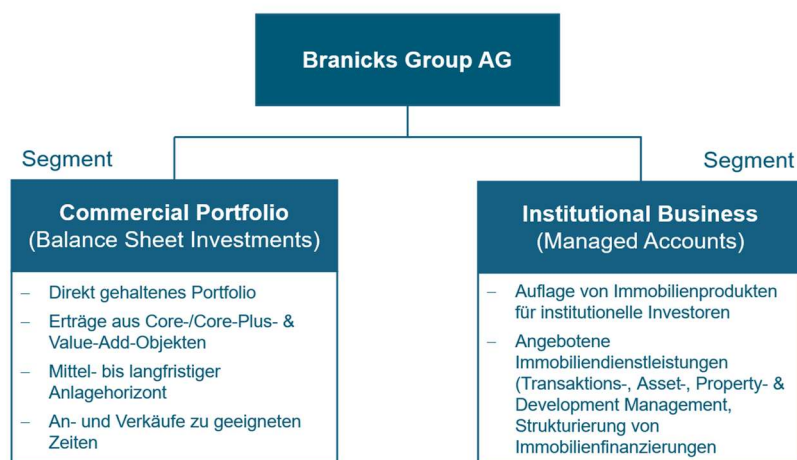 Branicks Group AG
Segment
Segment
Commercial Portfolio
(Balance Sheet Investments)
– Direkt gehaltenes Portfolio
– Erträge aus Core-/Core-Plus- &
Value-Add-Objekten
– Mittel- bis langfristiger
Anlagehorizont
– An- und Verkäufe zu geeigneten
Zeiten
Institutional Business
(Managed Accounts)
– Auflage von Immobilienprodukten
für institutionelle Investoren
– Angebotene
Immobiliendienstleistungen
(Transaktions-, Asset-, Property- &
Development Management,
Strukturierung von
Immobilienfinanzierungen